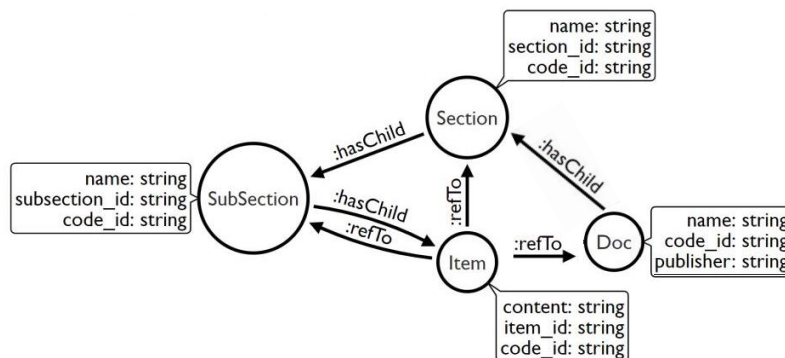 name: string
section_id: string
code_id: string
Section
:hasChild
:hasChild
name: string
subsection_id: string
code_id: string
SubSection
:hasChild
:refTo
:refTo
Item
:refTo
Doc
name: string
code_id: string
publisher: string
content: string
item_id: string
code_id: string